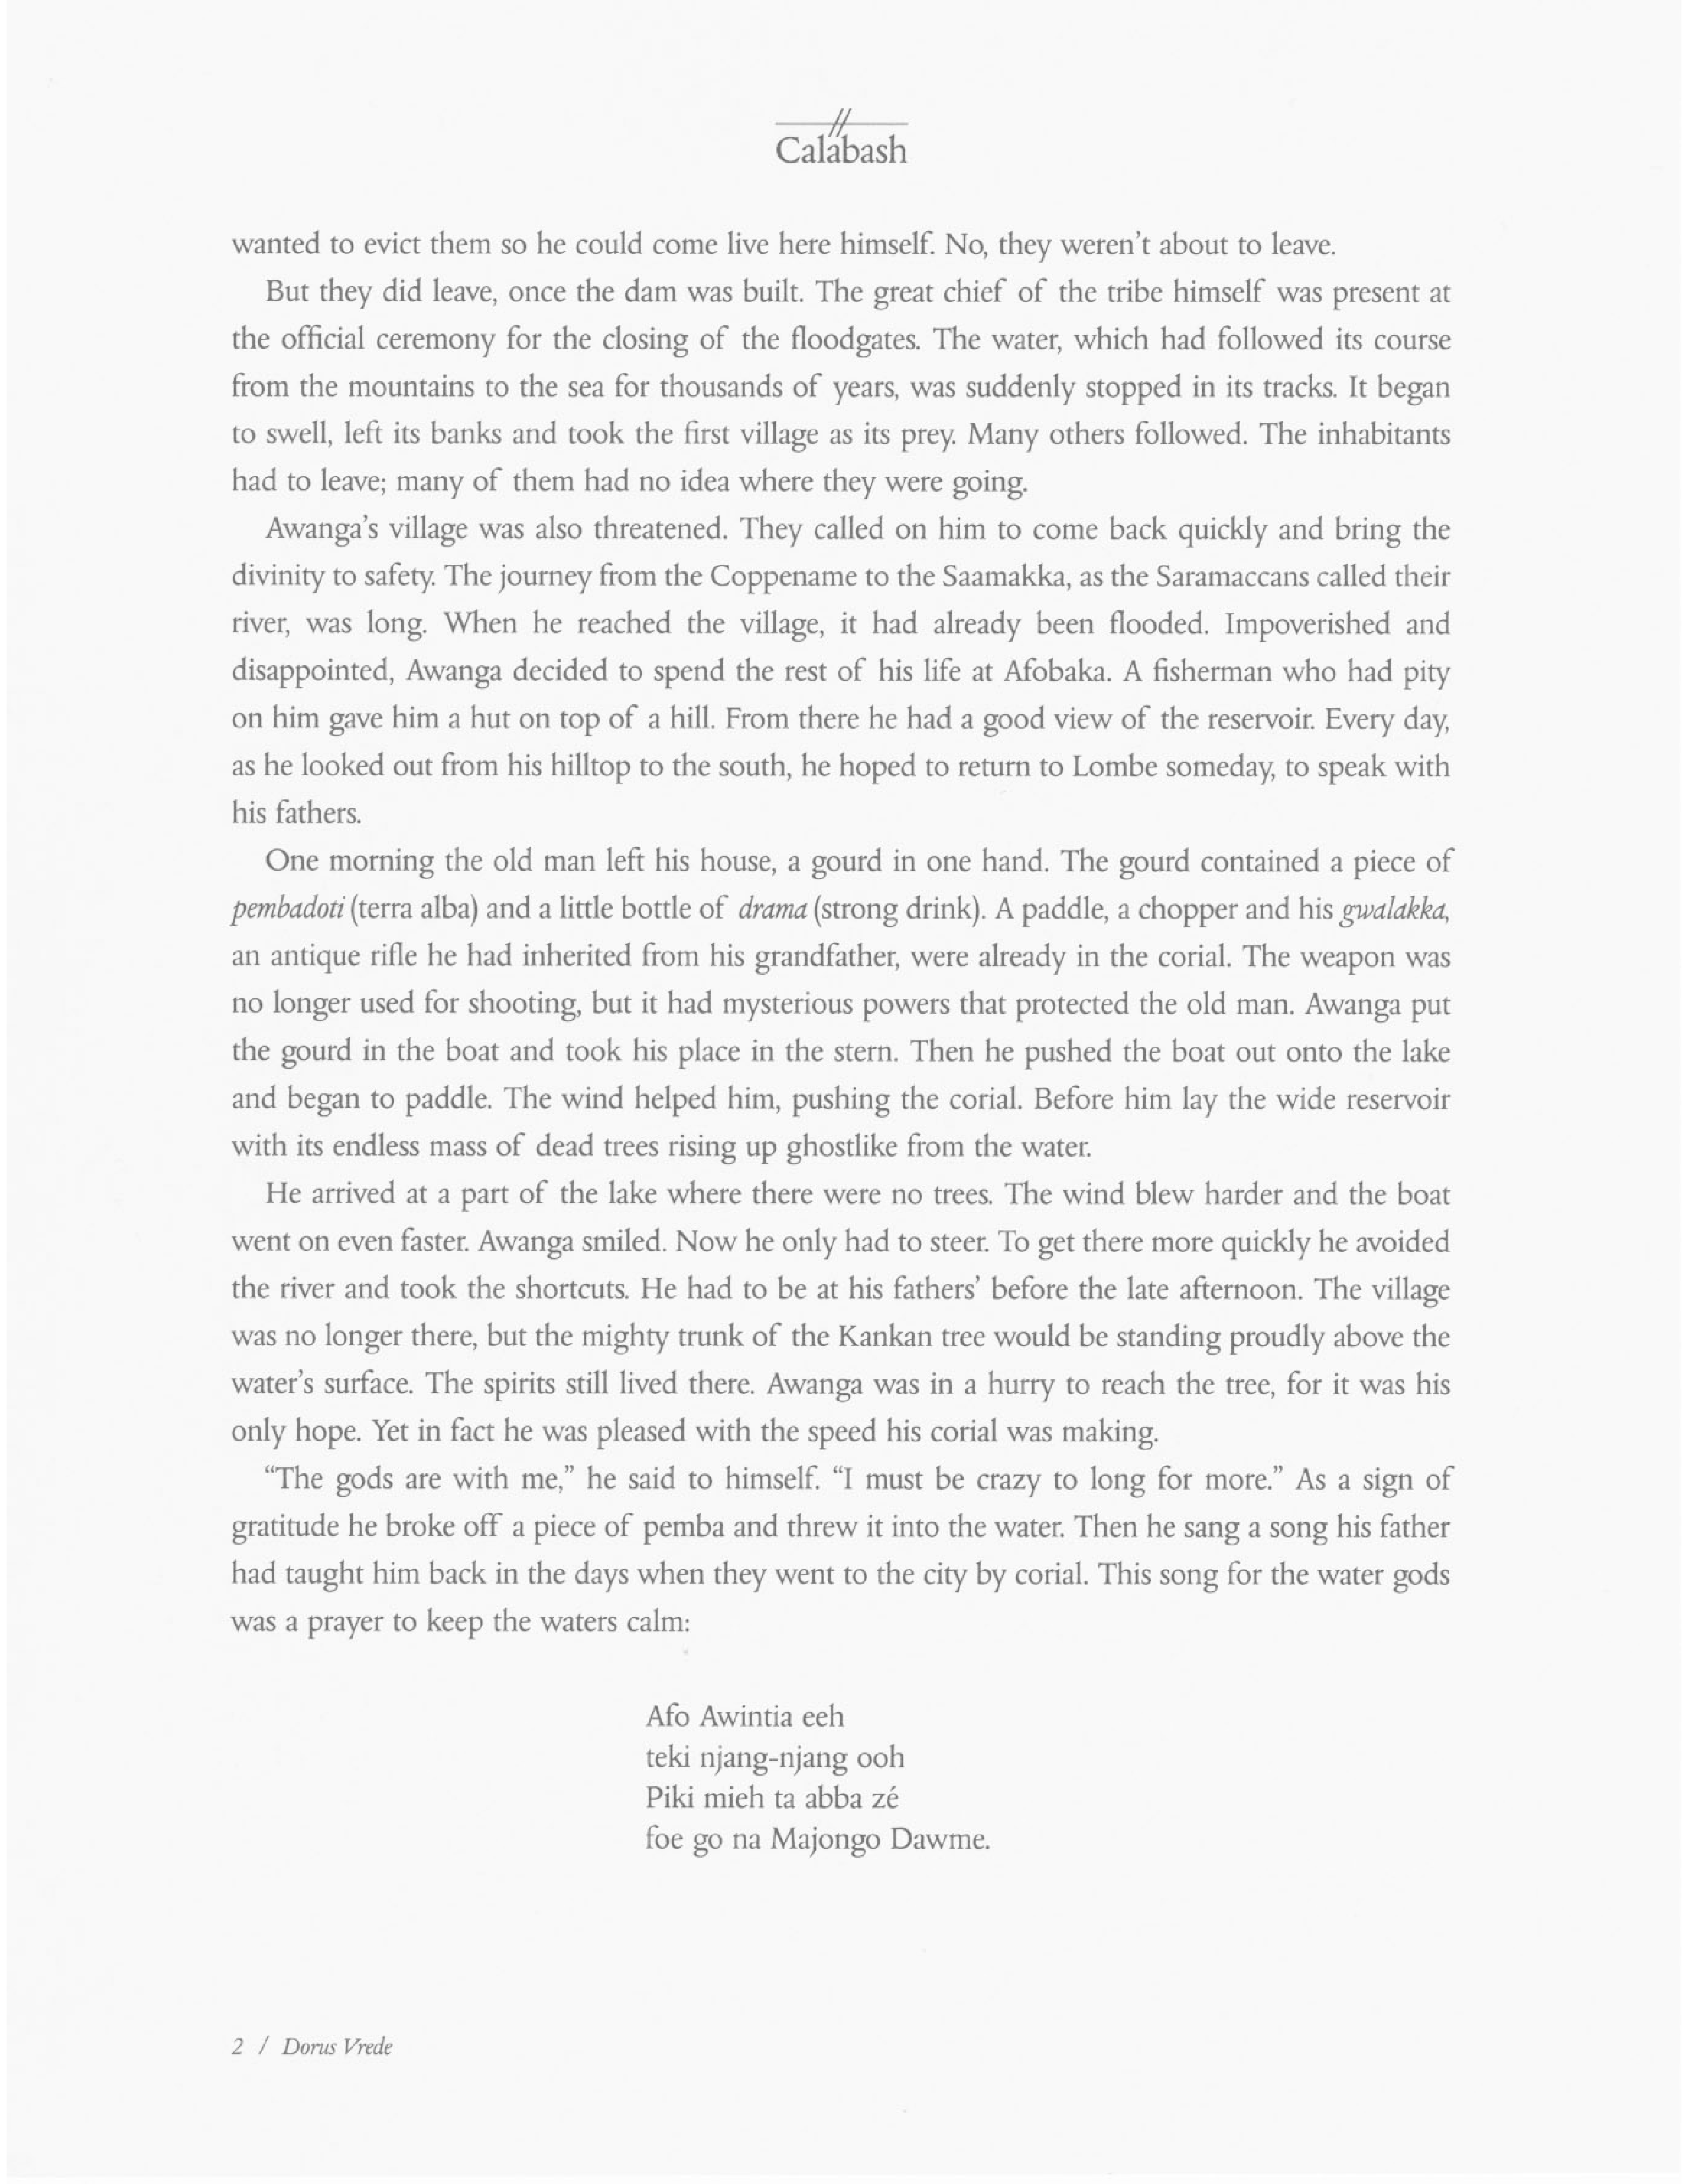 Calabash
wanted to evict them so he could come live here himself. No, they weren't about to leave.
But they did leave, once the dam was built. The great chief of the tribe himself was present at
the official ceremony for the closing of the floodgates. The water, which had followed its course
from the mountains to the sea for thousands of years, was suddenly stopped in its tracks. It began
to swell, left its banks and took the first village as its prey. Many others followed. The inhabitants
had to leave; many of them had no idea where they were going.
Awanga's village was also threatened. They called on him to come back quickly and bring the
divinity to safety. The journey from the Coppename to the Saamakka, as the Saramaccans called their
river, was long. When he reached the village, it had already been flooded. Impoverished and
disappointed, Awanga decided to spend the rest of his life at Afobaka. A fisherman who had pity
on him gave him a hut on top of a hill. From there he had a good view of the reservoir. Every day,
as he looked out from his hilltop to the south, he hoped to return to Lombe someday, to speak with
his fathers.
One morning the old man left his house, a gourd in one hand. The gourd contained a piece of
pembadoti (terra alba) and a little bottle of drama (strong drink). A paddle, a chopper and his gwalakka,
an antique rifle he had inherited from his grandfather, were already in the corial. The weapon was
no longer used for shooting, but it had mysterious powers that protected the old man. Awanga put
the gourd in the boat and took his place in the stern. Then he pushed the boat out onto the lake
and began to paddle. The wind helped him, pushing the corial. Before him lay the wide reservoir
with its endless mass of dead trees rising up ghostlike from the water.
He arrived at a part of the lake where there were no trees. The wind blew harder and the boat
went on even faster. Awanga smiled. Now he only had to steer. To get there more quickly he avoided
the river and took the shortcuts. He had to be at his fathers' before the late afternoon. The village
was no longer there, but the mighty trunk of the Kankan tree would be standing proudly above the
water's surface. The spirits still lived there. Awanga was in a hurry to reach the tree, for it was his
only hope. Yet in fact he was pleased with the speed his corial was making.
“The gods are with me,” he said to himself. “I must be crazy to long for more.” As a sign of
gratitude he broke off a piece of pemba and threw it into the water. Then he sang a song his father
had taught him back in the days when they went to the city by corial. This song for the water gods
was a prayer to keep the waters calm:
Afo Awintia eeh
teki njang-njang ooh
Piki mieh ta abba zé
foe go na Majongo Dawme.
2 / Dorus Vrede